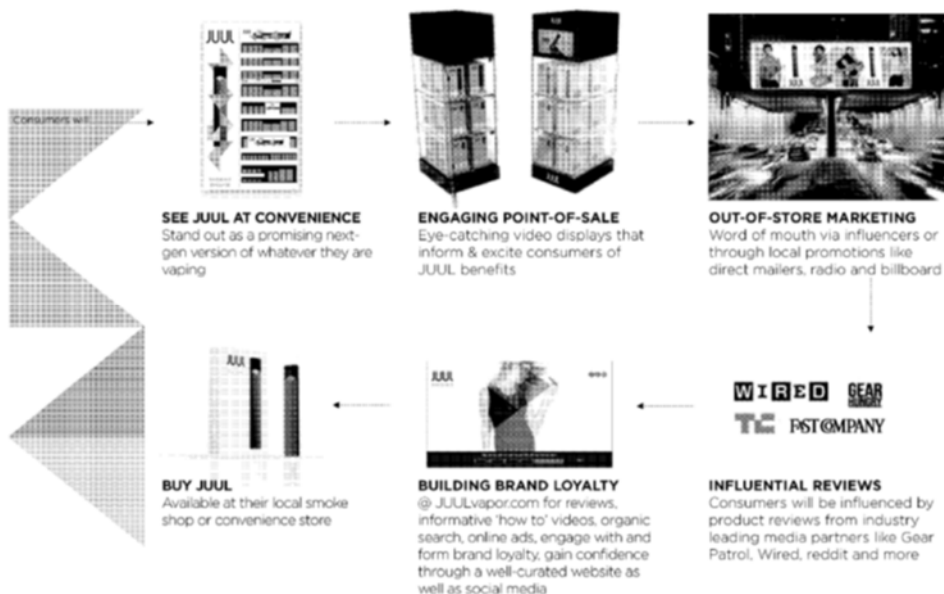 Consumers will
JUUL
JUUL
SEE JUUL AT CONVENIENCE
Stand out as a promising next-
gen version of whatever they are
vaping
ENGAGING POINT-OF-SALE
Eye-catching video displays that
inform & excite consumers of
JUUL benefits
OUT-OF-STORE MARKETING
Word of mouth via influencers or
through local promotions like
direct mailers, radio and billboard
WIRED
GEAR
HUNGRY
TC
FAST COMPANY
INFLUENTIAL REVIEWS
Consumers will be influenced by
product reviews from industry
leading media partners like Gear
Patrol, Wired, reddit and more
JUUL
BUILDING BRAND LOYALTY
@ JUULvapor.com for reviews,
informative 'how to' videos, organic
search, online ads, engage with and
form brand loyalty, gain confidence
through a well-curated website as
well as social media
JUUL
BUY JUUL
Available at their local smoke
shop or convenience store